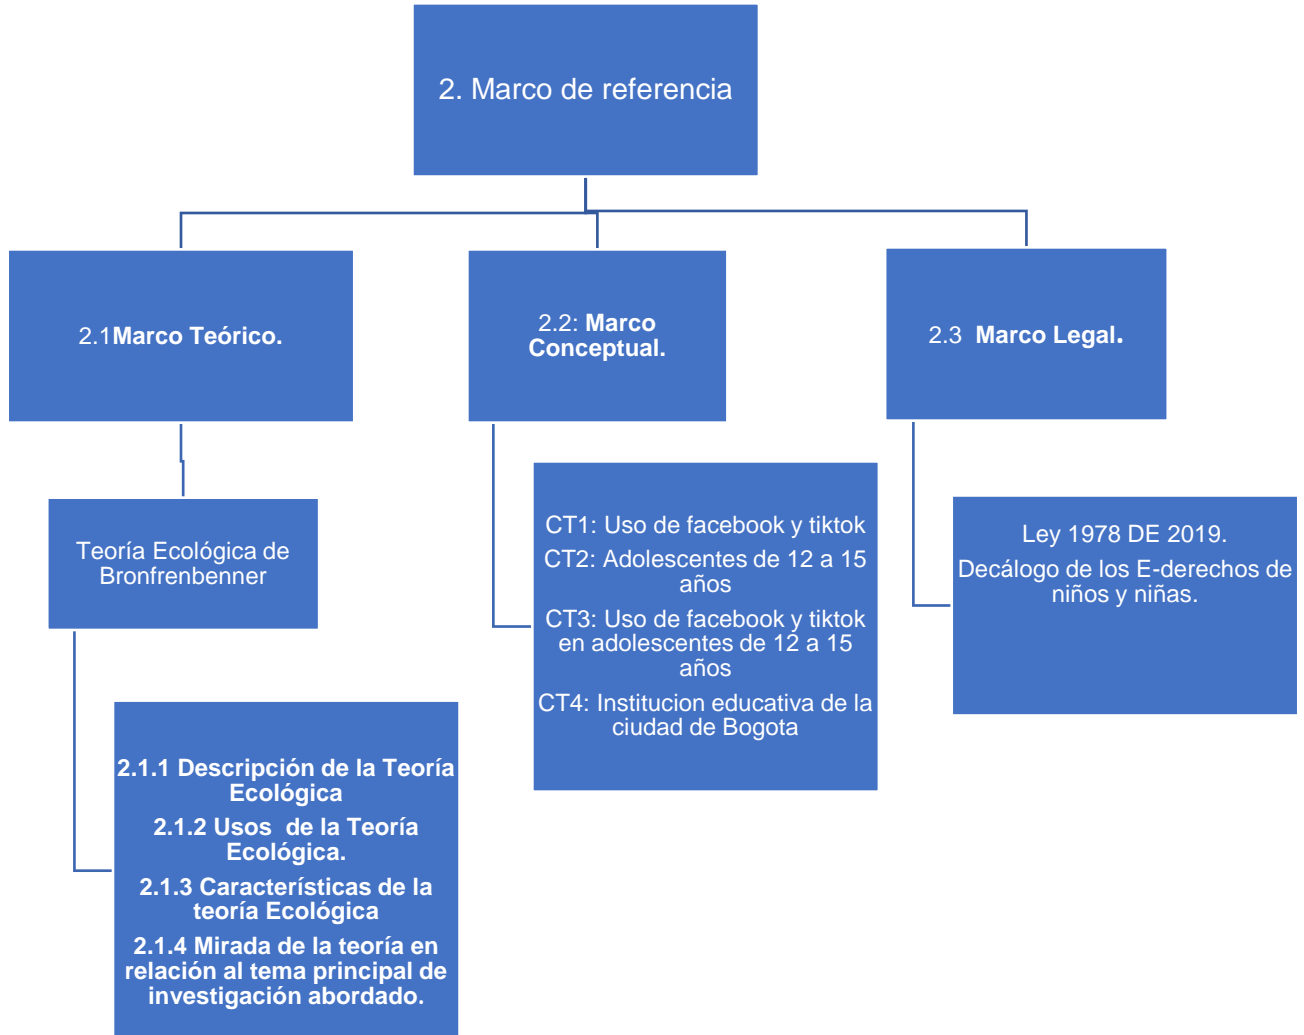 2. Marco de referencia
2.1Marco Teórico.
2.2: Marco
Conceptual.
2.3  Marco Legal.
Teoría Ecológica de
Bronfrenbenner
CT1: Uso de facebook y tiktok
CT2: Adolescentes de 12 a 15
años
CT3: Uso de facebook y tiktok
en adolescentes de 12 a 15
años
CT4: Institucion educativa de la
ciudad de Bogota
Ley 1978 DE 2019.
Decálogo de los E-derechos de
niños y niñas.
2.1.1 Descripción de la Teoría
Ecológica
2.1.2 Usos  de la Teoría
Ecológica.
2.1.3 Característicás de la
teoría Ecológica
2.1.4 Mirada de la teoría en
relación al tema principal de
investigación abordado.